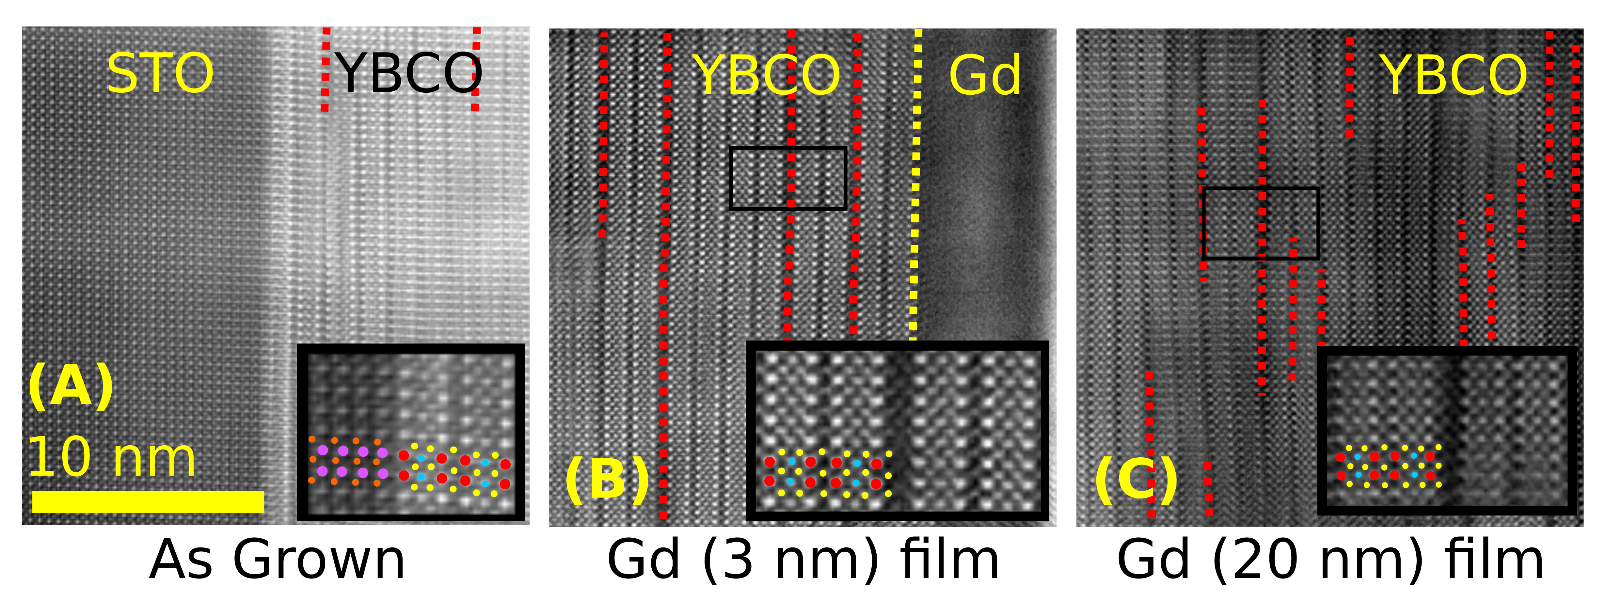 STO YBCO
(A)
10 nm
As Grown
YBCO Gd
(B)
Gd (3 nm) film
YBCO
(C)
Gd (20 nm) film